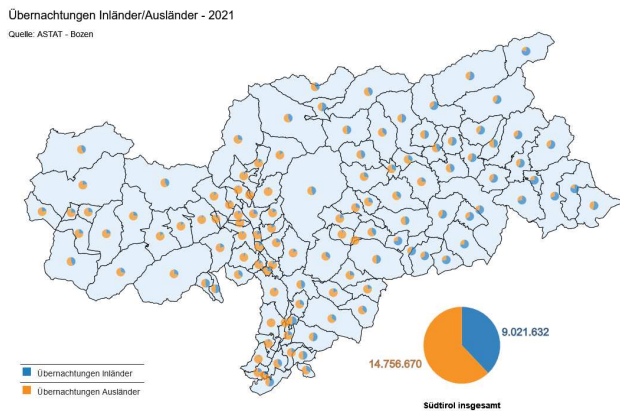 Übernachtungen Inländer/Ausländer - 2021
Quelle: ASTAT - Bozen
9.021.632
14.756.670
Übernachtungen Inländer
Übernachtungen Ausländer
Südtirol insgesamt